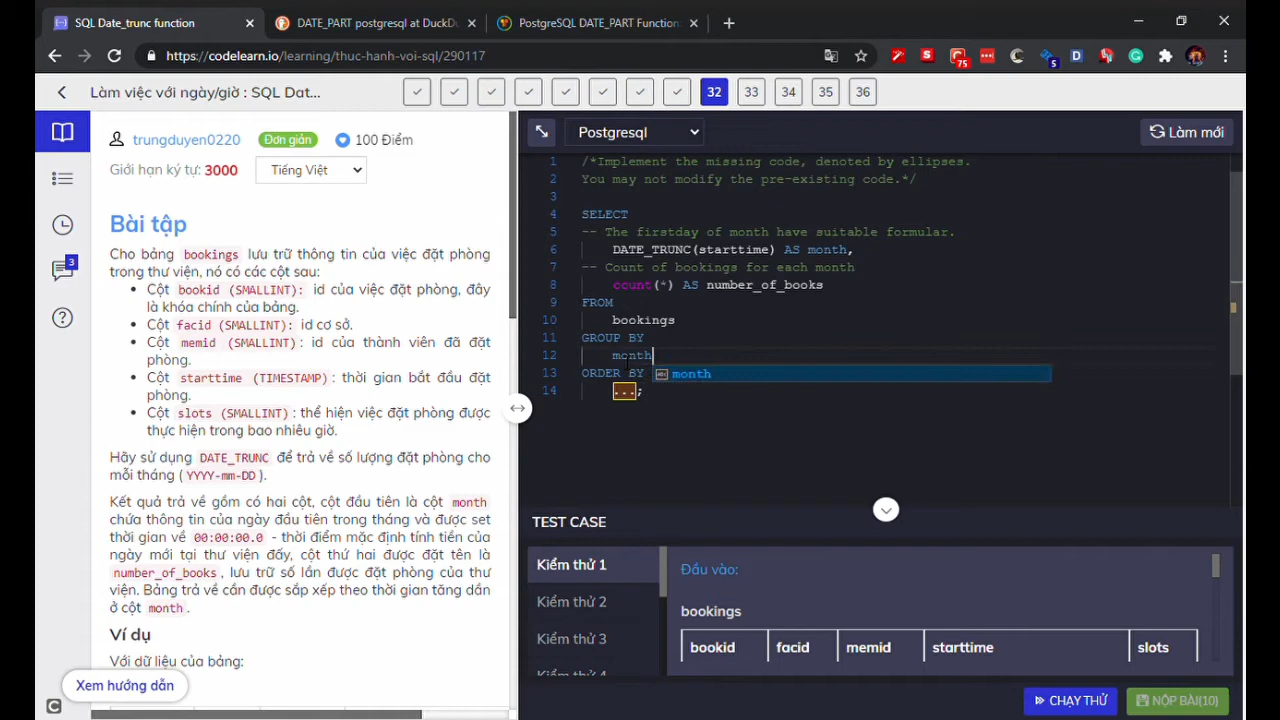 SQL Date_trunc function
DATE_PART postgresql at DuckDu
PostgreSQL DATE_PART Function
https://codelearn.io/learning/thuc-hanh-voi-sql/290117
75
5
Làm việc với ngày/giờ : SQL Dat...
32 33 34 35 36
trungduyen0220 Đơn giản 100 Điểm
Giới hạn ký tự: 3000 Tiếng Việt
3
Bài tập
Cho bảng bookings lưu trữ thông tin của việc đặt phòng
trong thư viện, nó có các cột sau:
• Cột bookid (SMALLINT): id của việc đặt phòng, đây
là khóa chính của bảng.
• Cột facid (SMALLINT): id cơ sở.
• Cột memid (SMALLINT): id của thành viên đã đặt
phòng.
• Cột starttime (TIMESTAMP): thời gian bắt đầu đặt
phòng.
• Cột slots (SMALLINT): thể hiện việc đặt phòng được
thực hiện trong bao nhiêu giờ.
Hãy sử dụng DATE_TRUNC để trả về số lượng đặt phòng cho
mỗi tháng (YYYY-mm-DD).
Kết quả trả về gồm có hai cột, cột đầu tiên là cột month
chứa thông tin của ngày đầu tiên trong tháng và được set
thời gian về 00:00:00.0 - thời điểm mặc định tính tiền của
ngày mới tại thư viện đấy, cột thứ hai được đặt tên là
number_of_books, lưu trữ số lần được đặt phòng của thư
viện. Bảng trả về cần được sắp xếp theo thời gian tăng dần
ở cột month.
Ví dụ
Với dữ liệu của bảng:
Xem hướng dẫn
Postgresql Làm mới
1 /*Implement the missing code, denoted by ellipses.
2 You may not modify the pre-existing code.*/
3
4 SELECT
5 -- The firstday of month have suitable formular.
6 DATE_TRUNC(starttime) AS month,
7 -- Count of bookings for each month
8 count(*) AS number_of_books
9 FROM
10 bookings
11 GROUP BY
12 month
13 ORDER BY
abc month
14 ...;
TEST CASE
Kiểm thử 1
Kiểm thử 2
Kiểm thử 3
Kiểm thử 4
Đầu vào:
bookings
bookid facid memid starttime slots
CHẠY THỬ NỘP BÀI(10)